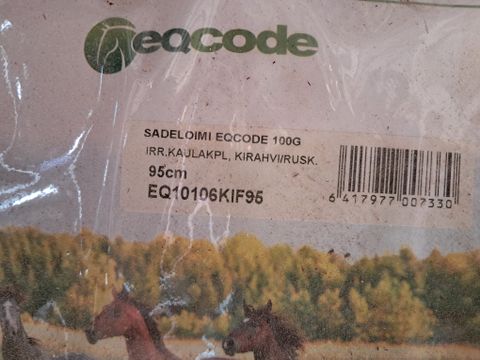 eqcode
SADELOIMI EQCODE 100G
IRR.KAULAKPL, KIRAHVI/RUSK.
95cm
EQ10106KIF95
6 417977 007330